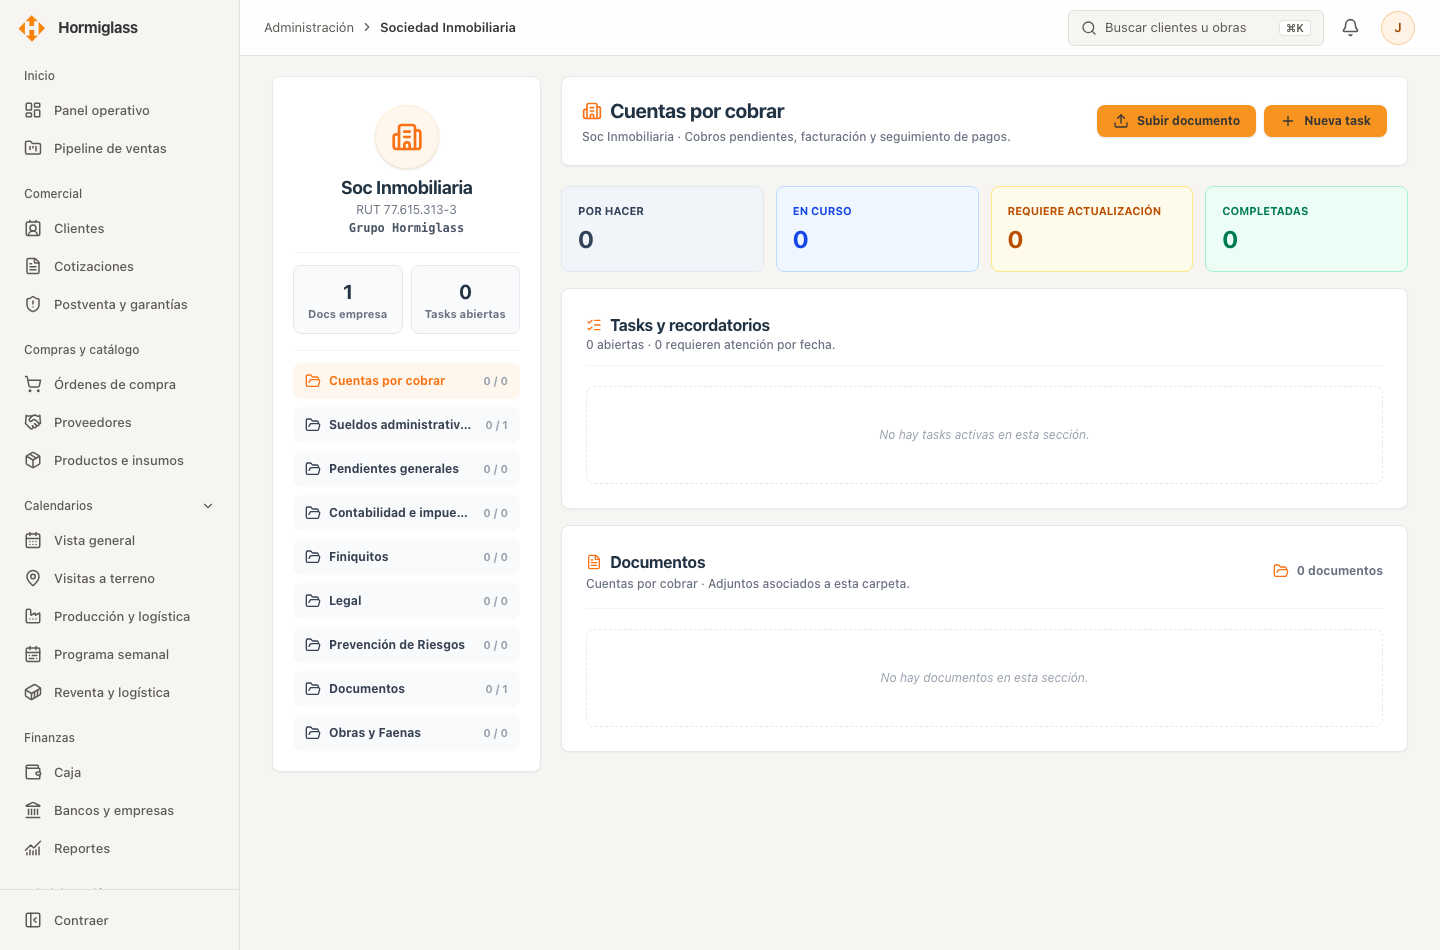 Hormiglass
Inicio
Panel operativo
Pipeline de ventas
Comercial
Clientes
Cotizaciones
Postventa y garantías
Compras y catálogo
Órdenes de compra
Proveedores
Productos e insumos
Calendarios
Vista general
Visitas a terreno
Producción y logística
Programa semanal
Reventa y logística
Finanzas
Caja
Bancos y empresas
Reportes
Contraer
Administración > Sociedad Inmobiliaria
Buscar clientes u obras ⌘K
J
Soc Inmobiliaria
RUT 77.615.313-3
Grupo Hormiglass
1
Docs empresa
0
Tasks abiertas
Cuentas por cobrar 0 / 0
Sueldos administrativ... 0 / 1
Pendientes generales 0 / 0
Contabilidad e impue... 0 / 0
Finiquitos 0 / 0
Legal 0 / 0
Prevención de Riesgos 0 / 0
Documentos 0 / 1
Obras y Faenas 0 / 0
Cuentas por cobrar
Soc Inmobiliaria · Cobros pendientes, facturación y seguimiento de pagos.
Subir documento
Nueva task
POR HACER
0
EN CURSO
0
REQUIERE ACTUALIZACIÓN
0
COMPLETADAS
0
Tasks y recordatorios
0 abiertas · 0 requieren atención por fecha.
No hay tasks activas en esta sección.
Documentos
Cuentas por cobrar · Adjuntos asociados a esta carpeta.
0 documentos
No hay documentos en esta sección.